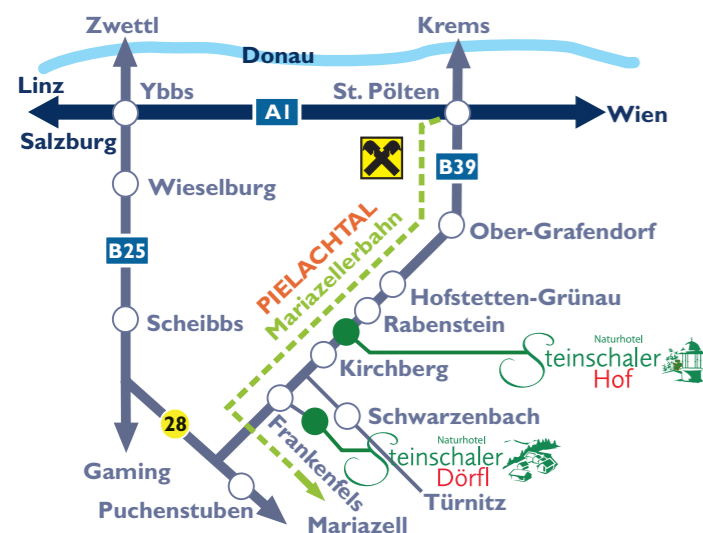 Zwettl
Krems
Donau
Linz
Ybbs
St. Pölten
A1
Wien
Salzburg
B39
Wieselburg
PIELACHTAL
Mariazellerbahn
Ober-Grafendorf
B25
Hofstetten-Grünau
Scheibbs
Rabenstein
Naturhotel
Steinschaler
Hof
Kirchberg
28
Schwarzenbach
Frankenfels
Naturhotel
Steinschaler
Dörfl
Gaming
Türnitz
Puchenstuben
Mariazell